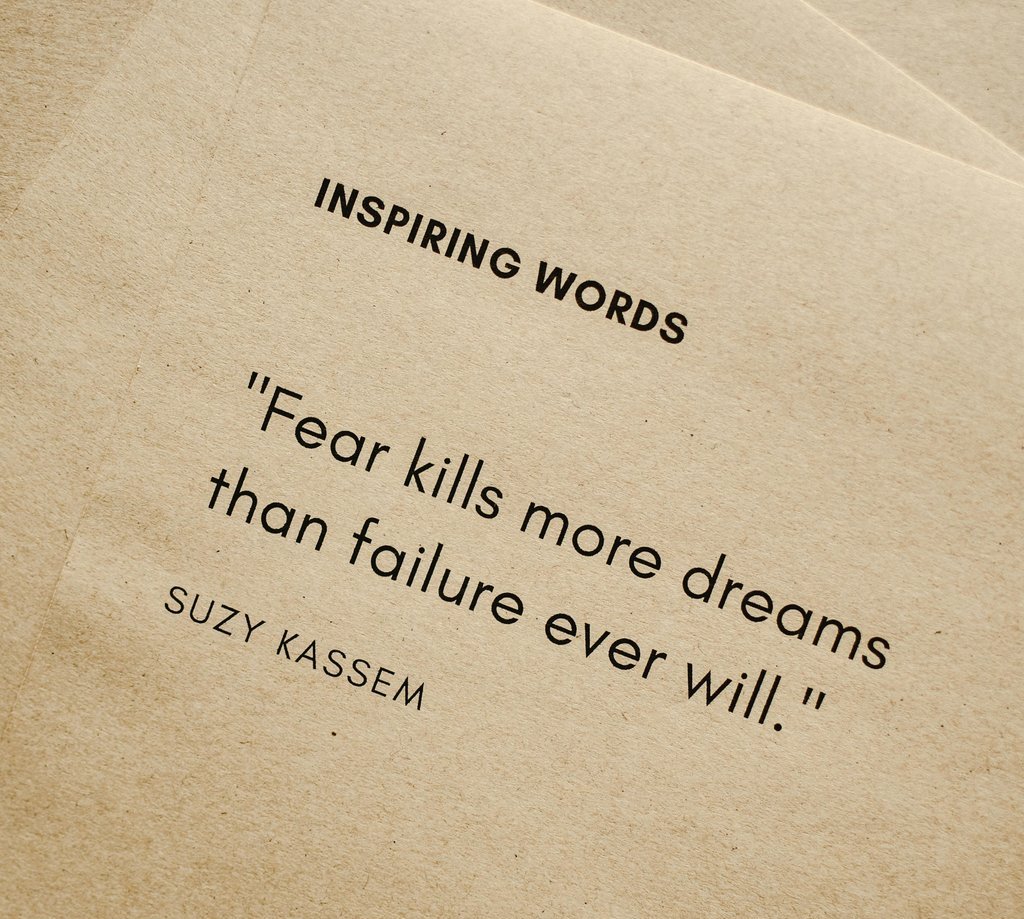 INSPIRING WORDS
"Fear kills more dreams
than failure ever will."
SUZY KASSEM